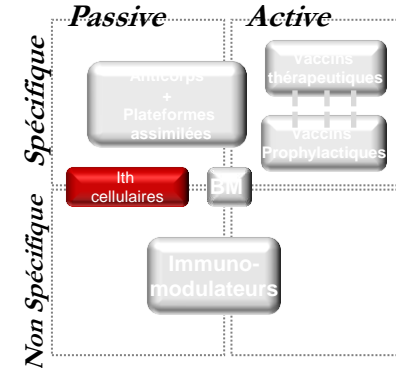 Passive
Active
Spécifique
Anticorps
+
Plateformes
assimilées
Vaccins
thérapeutiques
Vaccins
Prophylactiques
Ith
cellulaires
BM
Non Spécifique
Immuno-
modulateurs